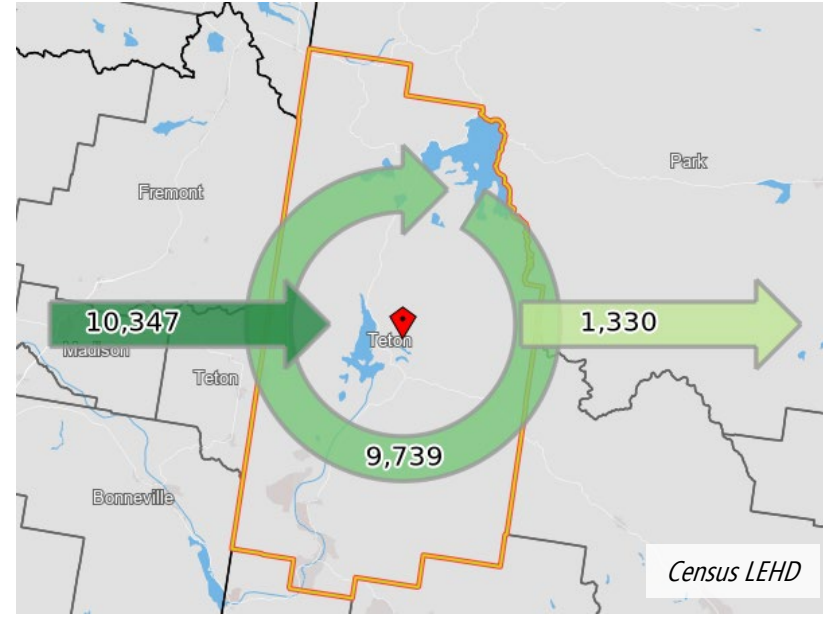 Park
Fremont
10,347
1,330
Madison
Teton
Teton
9,739
Bonneville
Census LEHD